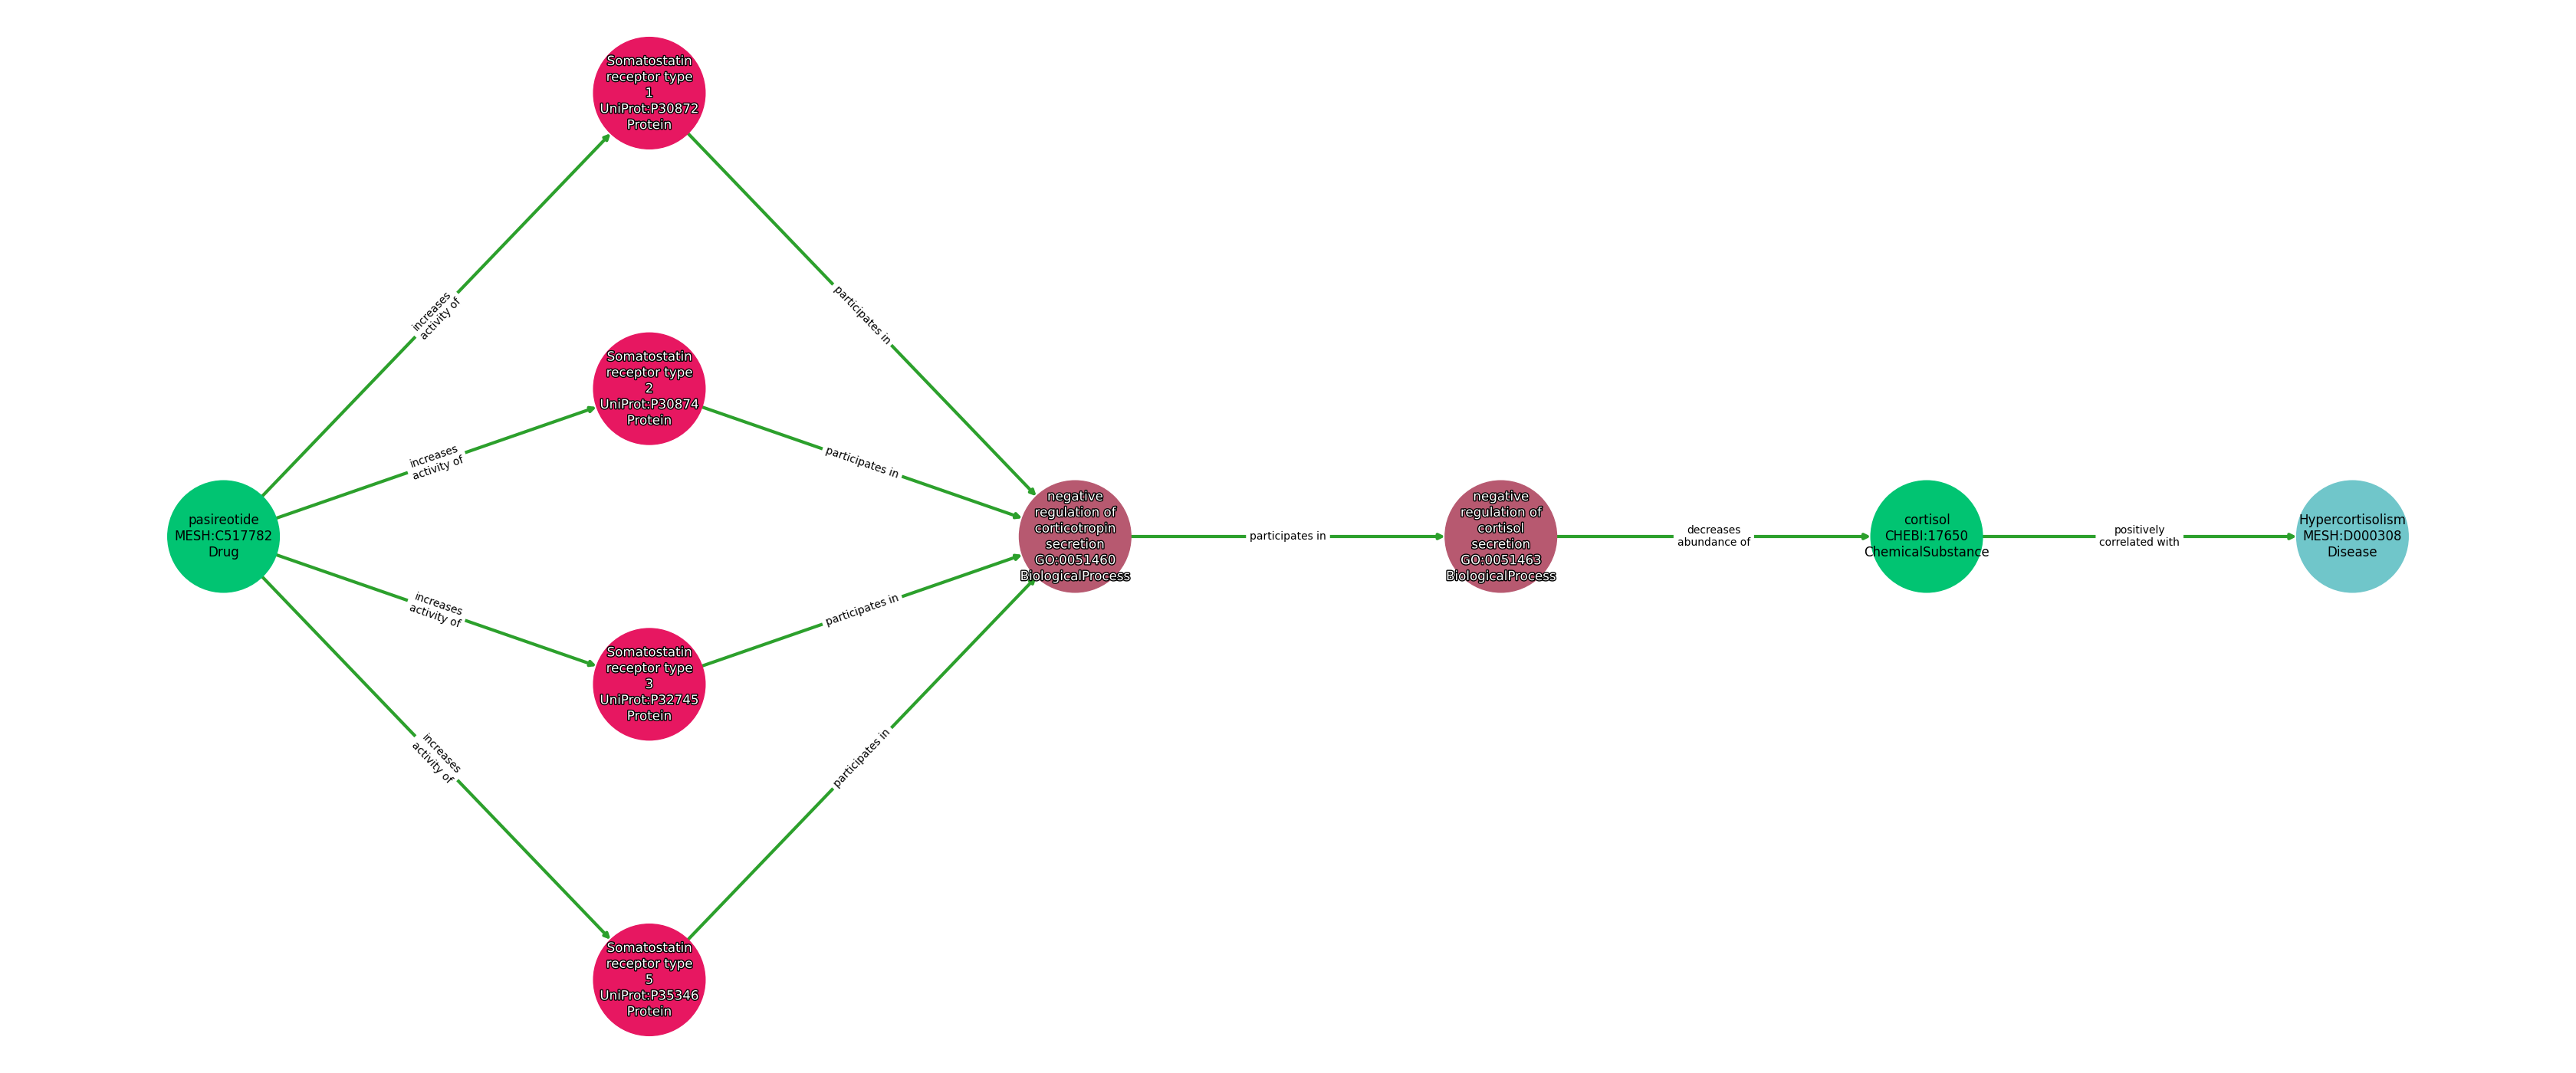 Somatostatin
receptor type
1
UniProt:P30872
Protein
increases
activity of
participates in
Somatostatin
receptor type
2
UniProt:P30874
Protein
increases
activity of
participates in
pasireotide
MESH:C517782
Drug
negative
regulation of
corticotropin
secretion
GO:0051460
BiologicalProcess
participates in
negative
regulation of
cortisol
secretion
GO:0051463
BiologicalProcess
decreases
abundance of
cortisol
CHEBI:17650
ChemicalSubstance
positively
correlated with
Hypercortisolism
MESH:D000308
Disease
increases
activity of
participates in
Somatostatin
receptor type
3
UniProt:P32745
Protein
increases
activity of
participates in
Somatostatin
receptor type
5
UniProt:P35346
Protein